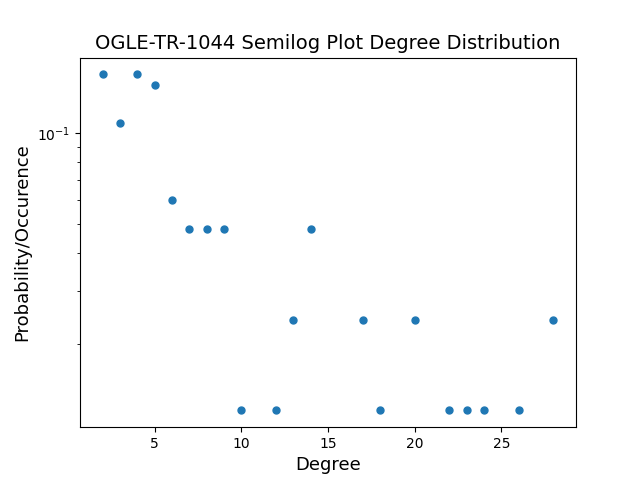 OGLE-TR-1044 Semilog Plot Degree Distribution
Probability/Occurence
10⁻¹
5 10 15 20 25
Degree